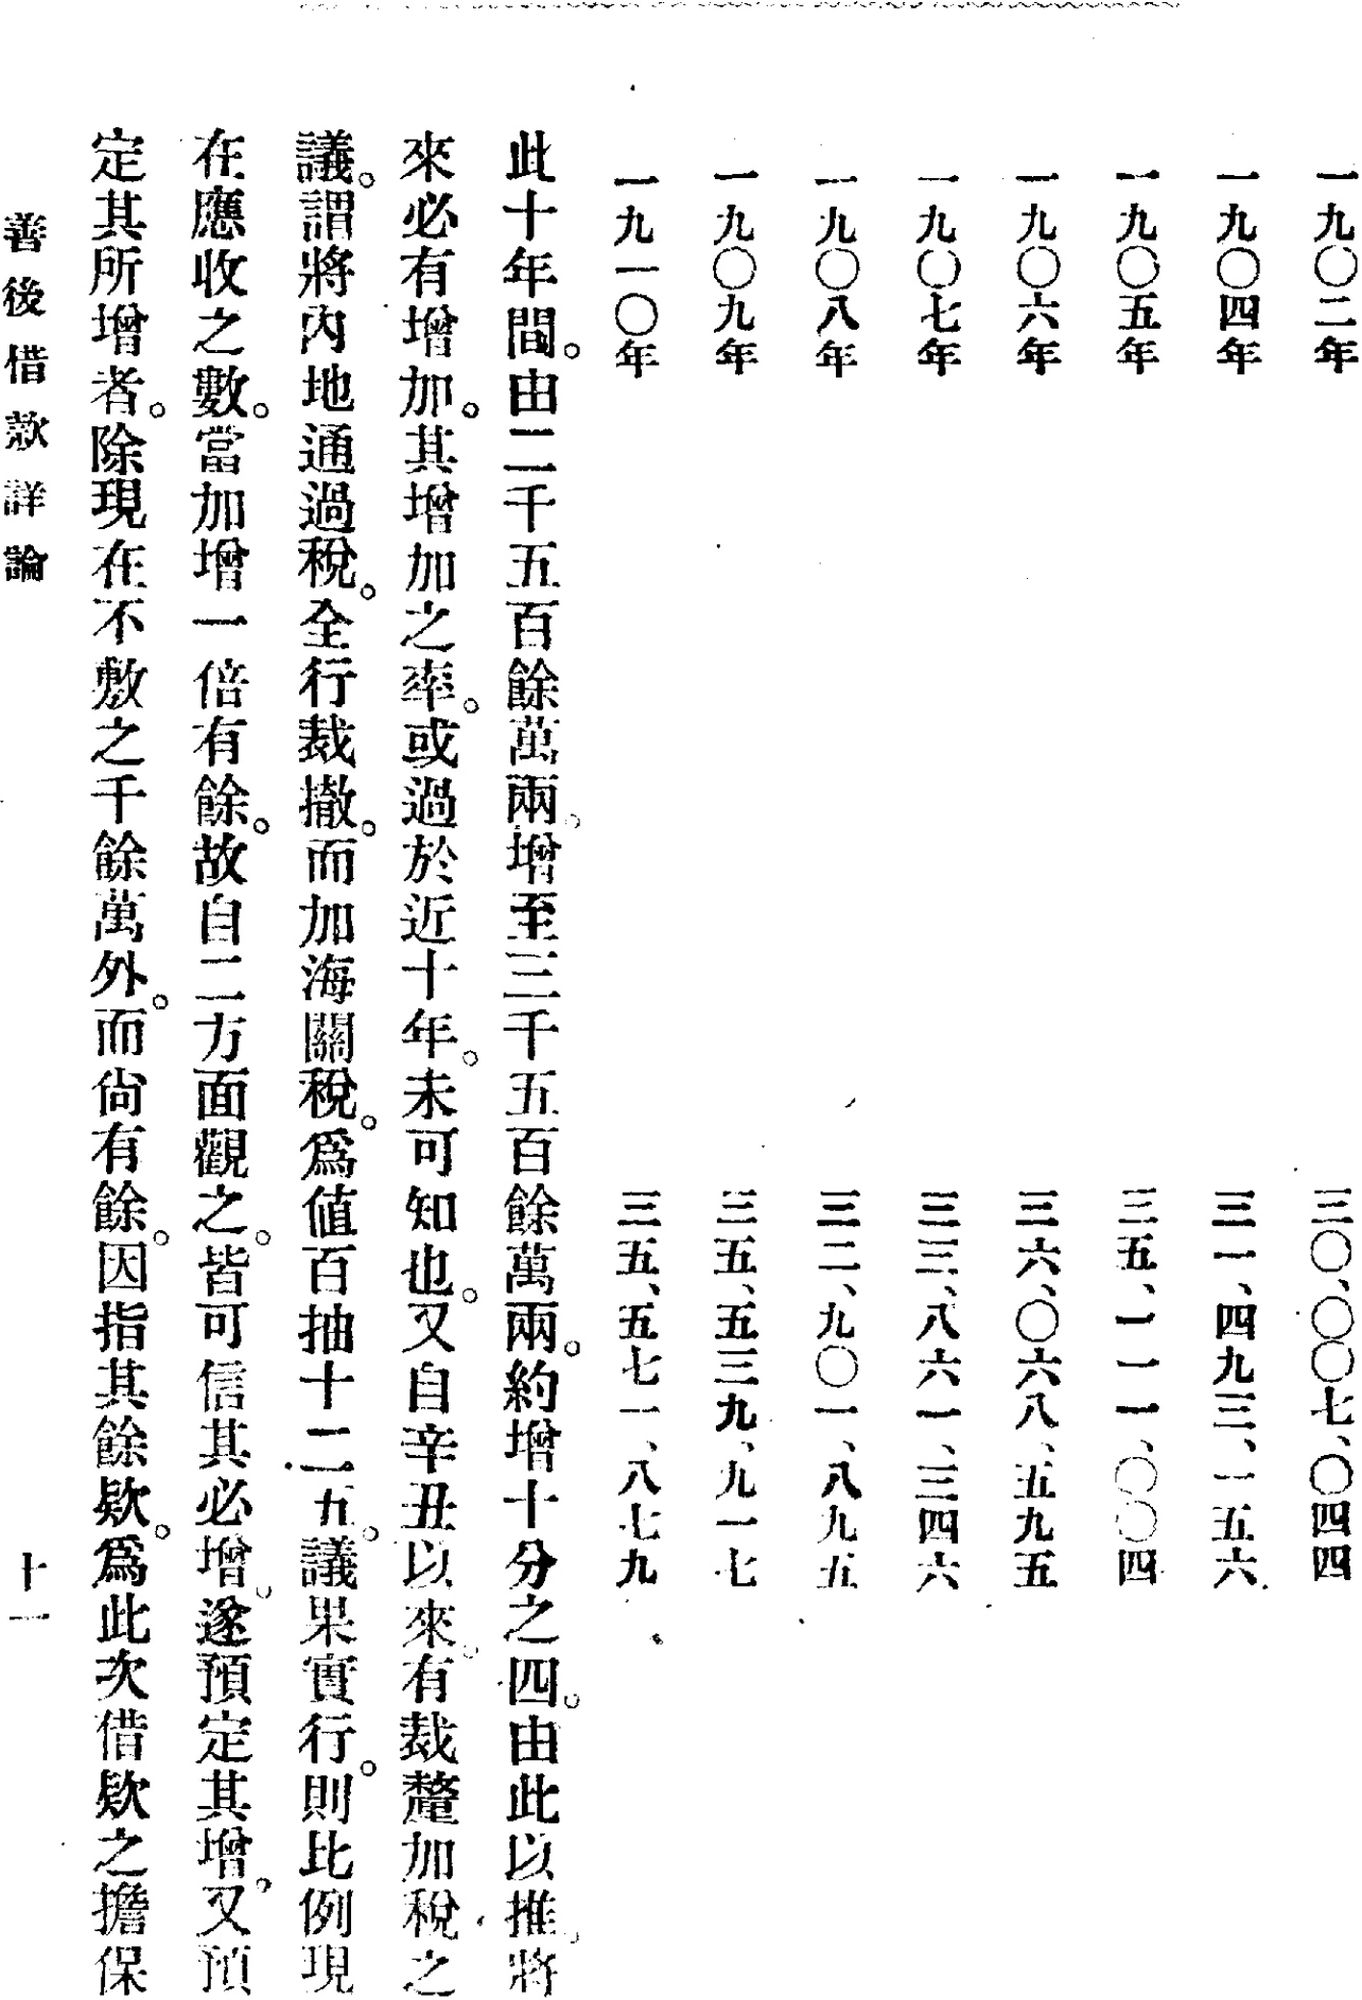 一九〇二年　三〇、〇〇七、〇四四
一九〇四年　三一、四九三、一五六
一九〇五年　三五、一一一、〇〇四
一九〇六年　三六、〇六八、五九五
一九〇七年　三三、八六一、三四六
一九〇八年　三二、九〇一、八九五
一九〇九年　三五、五三九、九一七
一九一〇年　三五、五七一、八七九
此十年間。由二千五百餘萬兩。增至三千五百餘萬兩。約增十分之四。由此以推。將
來必有增加。其增加之率。或過於近十年。未可知也。又自辛丑以來。有裁釐加稅之
議。謂將內地通過稅。全行裁撤。而加海關稅。爲值百抽十二五。議果實行。則比例現
在應收之數。當加增一倍有餘。故自二方面觀之。皆可信其必增。遂預定其增。又預
定其所增者。除現在不敷之千餘萬外。而尙有餘。因指其餘欵。爲此次借欵之擔保
善後借款詳論
十一